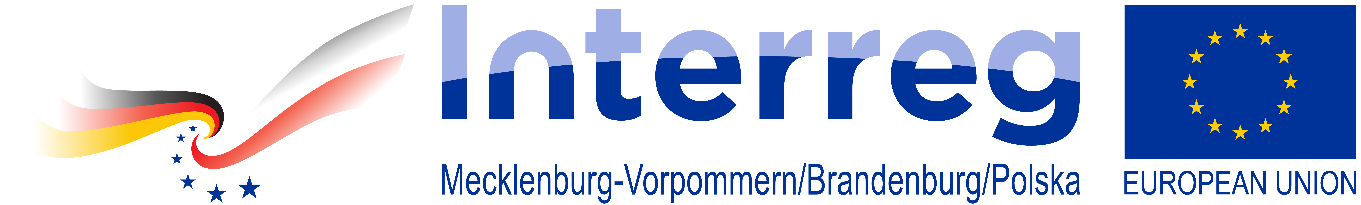 Interreg
Mecklenburg-Vorpommern/Brandenburg/Polska
EUROPEAN UNION